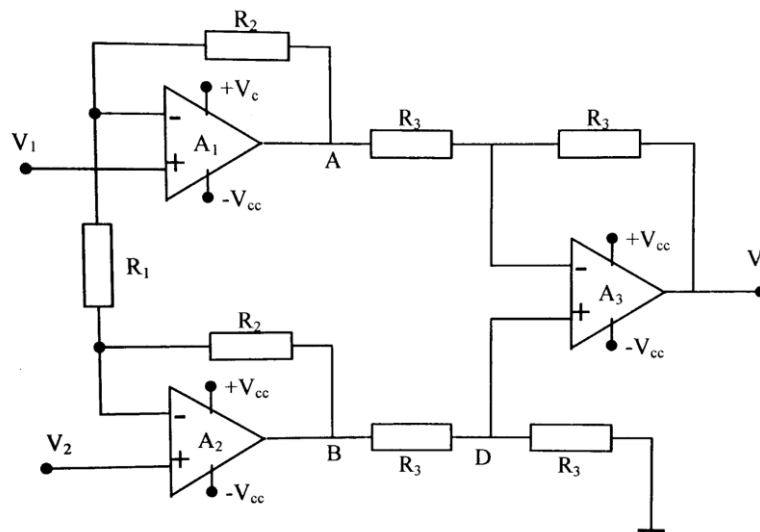 R2
+Vc
-
V1
A1
+
A
-Vcc
R3
R3
R1
+Vcc
V
-
A3
+
-Vcc
R2
+Vcc
-
V2
A2
+
B
R3
D
R3
-Vcc